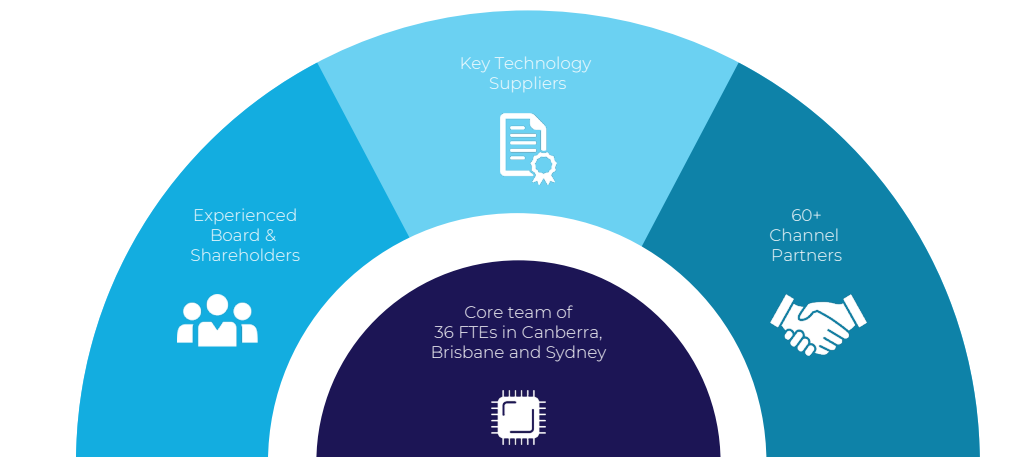 Key Technology
Suppliers
Experienced
Board &
Shareholders
60+
Channel
Partners
Core team of
36 FTEs in Canberra,
Brisbane and Sydney